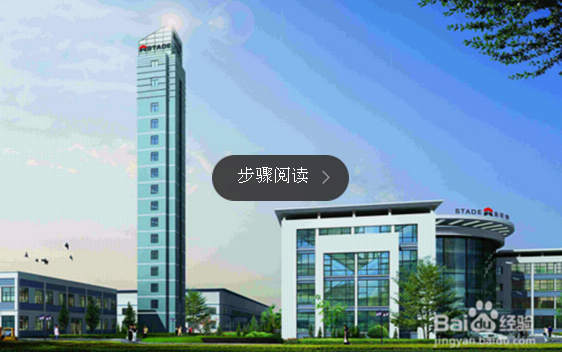 STADE
步骤阅读
STADE
Baidu经验
jingyan.baidu.com